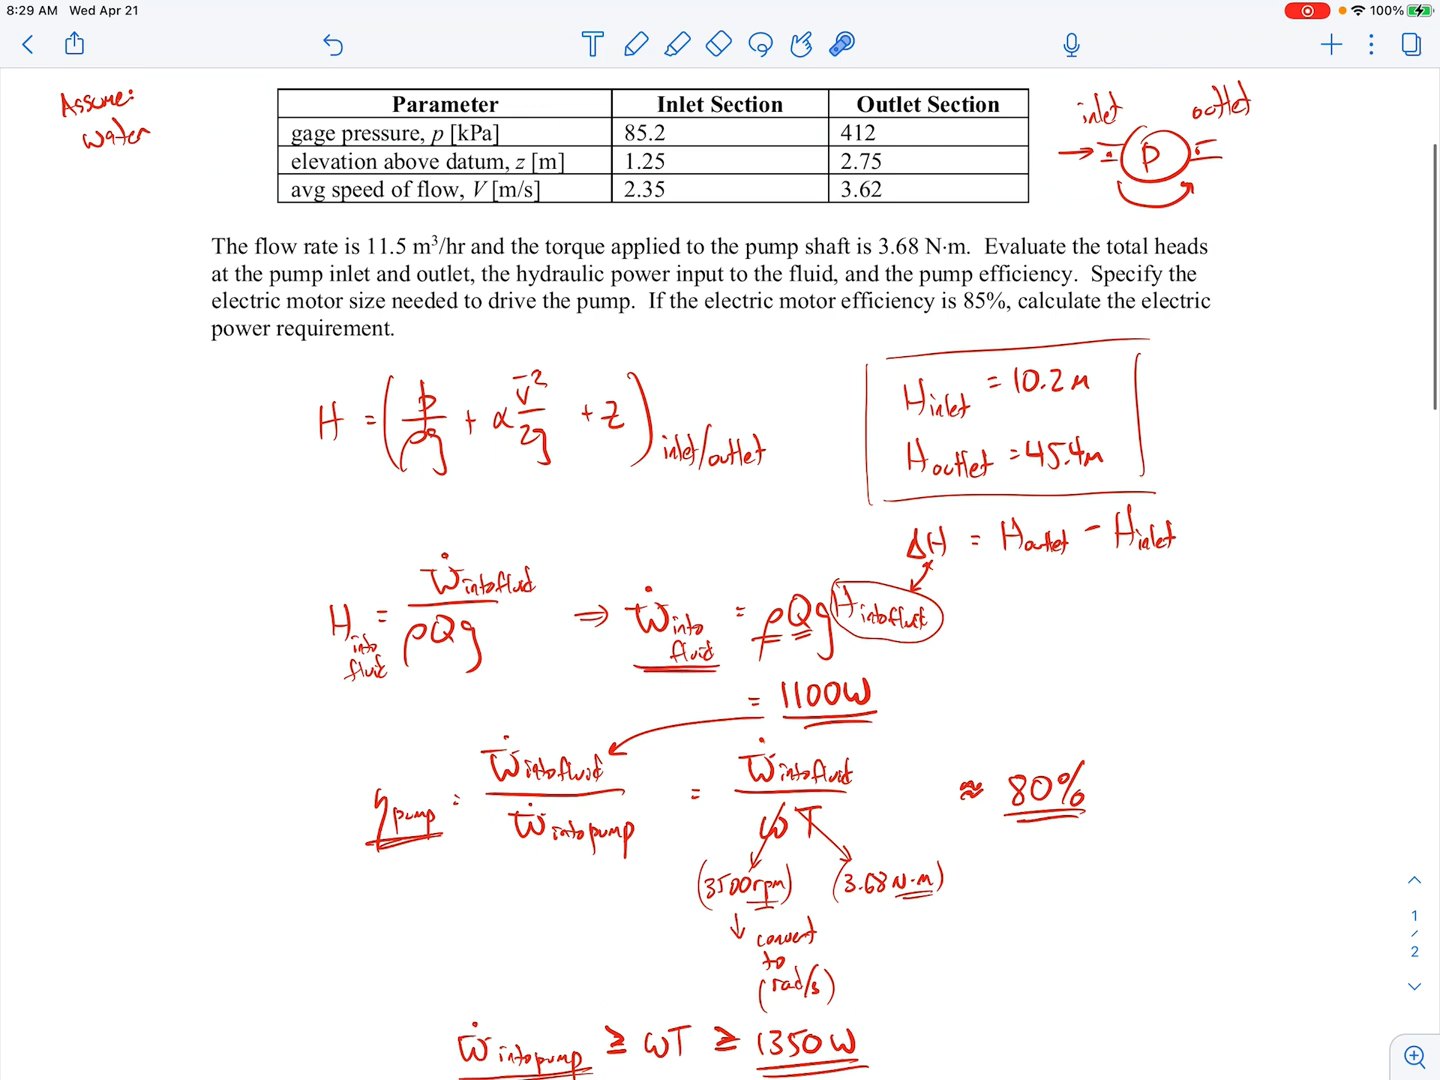 8:29 AM Wed Apr 21
100%
Assume:
water
Parameter Inlet Section Outlet Section
gage pressure, p [kPa] 85.2 412
elevation above datum, z [m] 1.25 2.75
avg speed of flow, V [m/s] 2.35 3.62
inlet outlet
P
The flow rate is 11.5 m³/hr and the torque applied to the pump shaft is 3.68 N·m. Evaluate the total heads
at the pump inlet and outlet, the hydraulic power input to the fluid, and the pump efficiency. Specify the
electric motor size needed to drive the pump. If the electric motor efficiency is 85%, calculate the electric
power requirement.
H = (p/ρg + α V̄²/2g + z) inlet/outlet
H inlet = 10.2 m
H outlet = 45.4 m
ΔH = H outlet - H inlet
H into fluid = Ẇ into fluid / ρQg ⇒ Ẇ into fluid = ρQg H into fluid
= 1100W
η pump = Ẇ into fluid / Ẇ into pump = Ẇ into fluid / ωT ≈ 80%
(3500 rpm) (3.68 N·m)
↓ convert
to
(rad/s)
Ẇ into pump ≥ ωT ≥ 1350 W
1
/
2